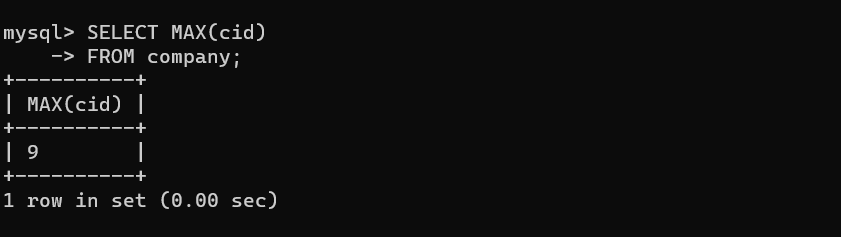 mysql> SELECT MAX(cid)
    -> FROM company;
+----------+
| MAX(cid) |
+----------+
| 9        |
+----------+
1 row in set (0.00 sec)